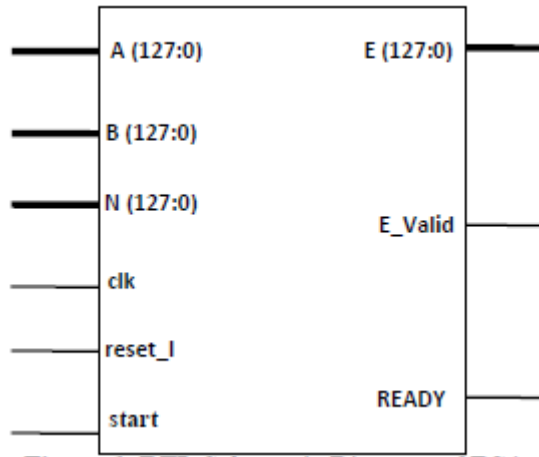 A (127:0)
E (127:0)
B (127:0)
N (127:0)
E_Valid
clk
reset_l
READY
start